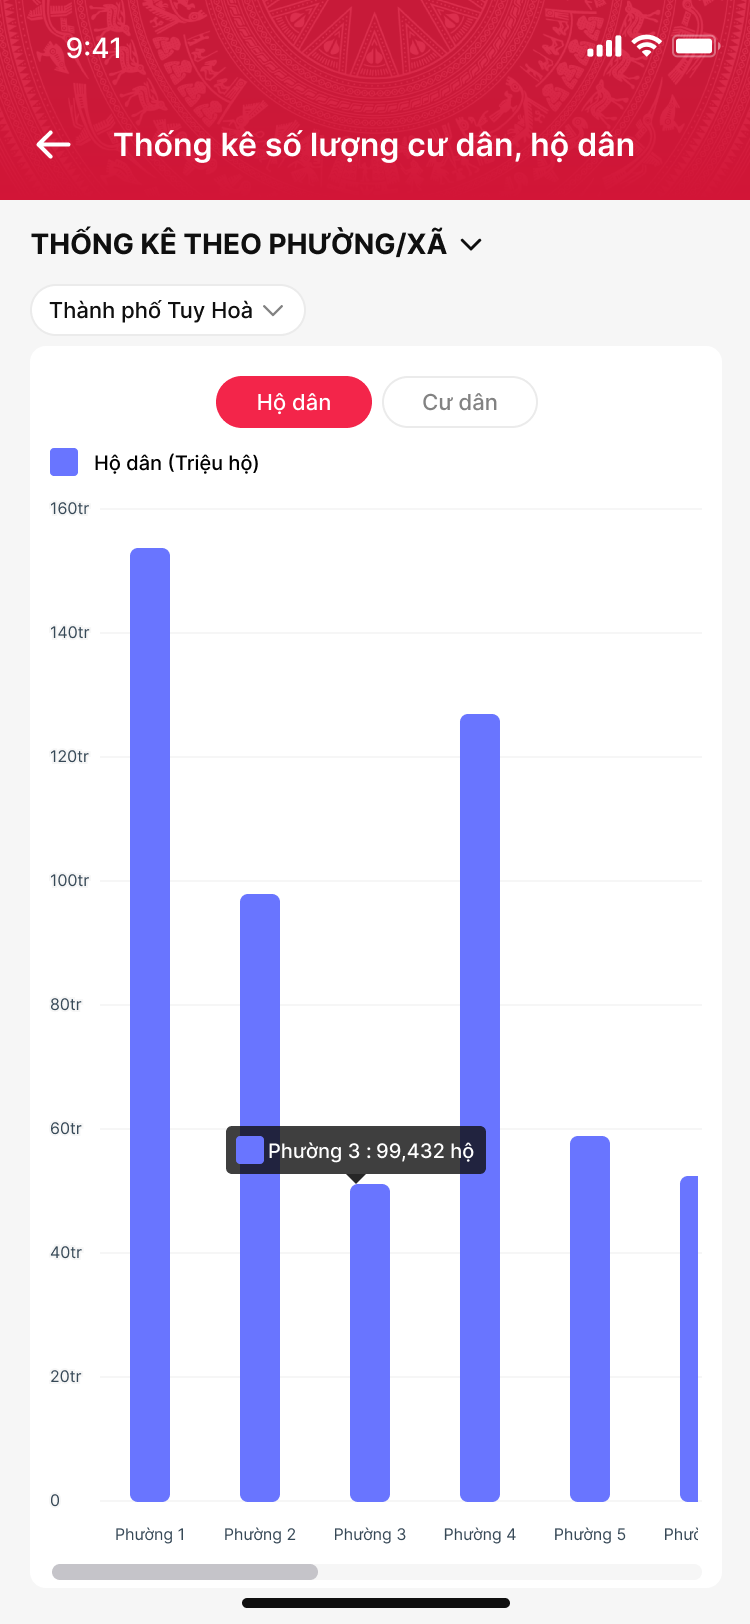 9:41
Thống kê số lượng cư dân, hộ dân
THỐNG KÊ THEO PHƯỜNG/XÃ
Thành phố Tuy Hoà
Hộ dân
Cư dân
Hộ dân (Triệu hộ)
160tr
140tr
120tr
100tr
80tr
60tr
Phường 3 : 99,432 hộ
40tr
20tr
0
Phường 1
Phường 2
Phường 3
Phường 4
Phường 5